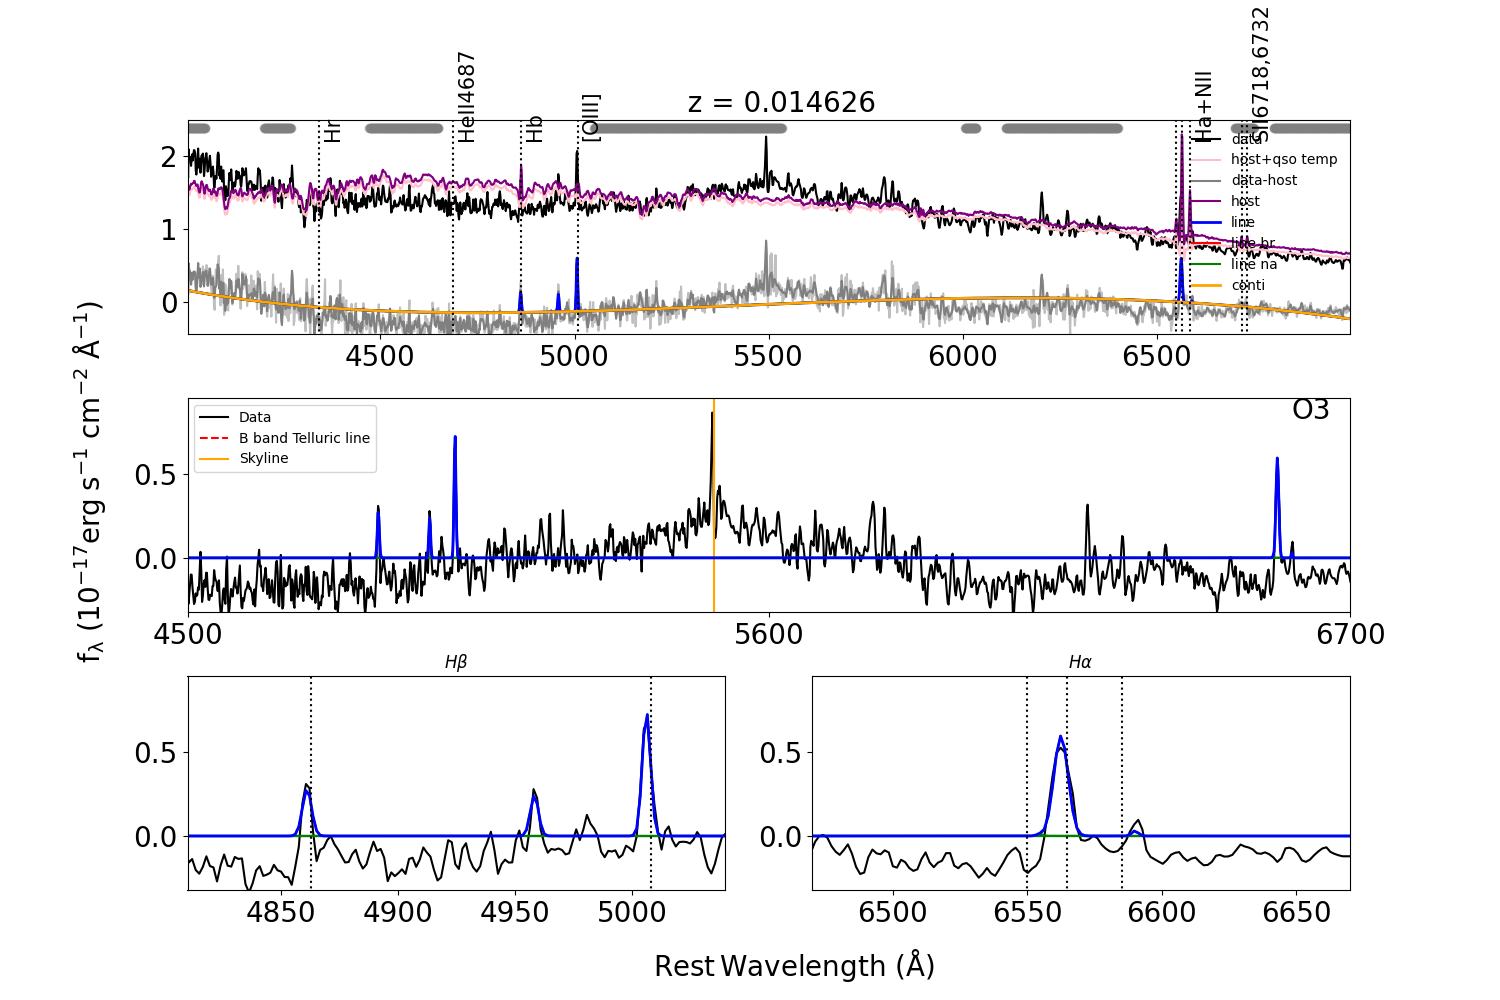 z = 0.014626
Hr
HeII4687
Hb
[OIII]
Ha+NII
SII6718,6732
data
host+qso temp
data-host
host
line
line br
line na
conti
2
1
0
4500
5000
5500
6000
6500
fλ (10−17erg s−1 cm−2 Å−1)
O3
Data
B band Telluric line
Skyline
0.5
0.0
4500
5600
6700
Hβ
0.5
0.0
4850
4900
4950
5000
Hα
0.5
0.0
6500
6550
6600
6650
Rest Wavelength (Å)